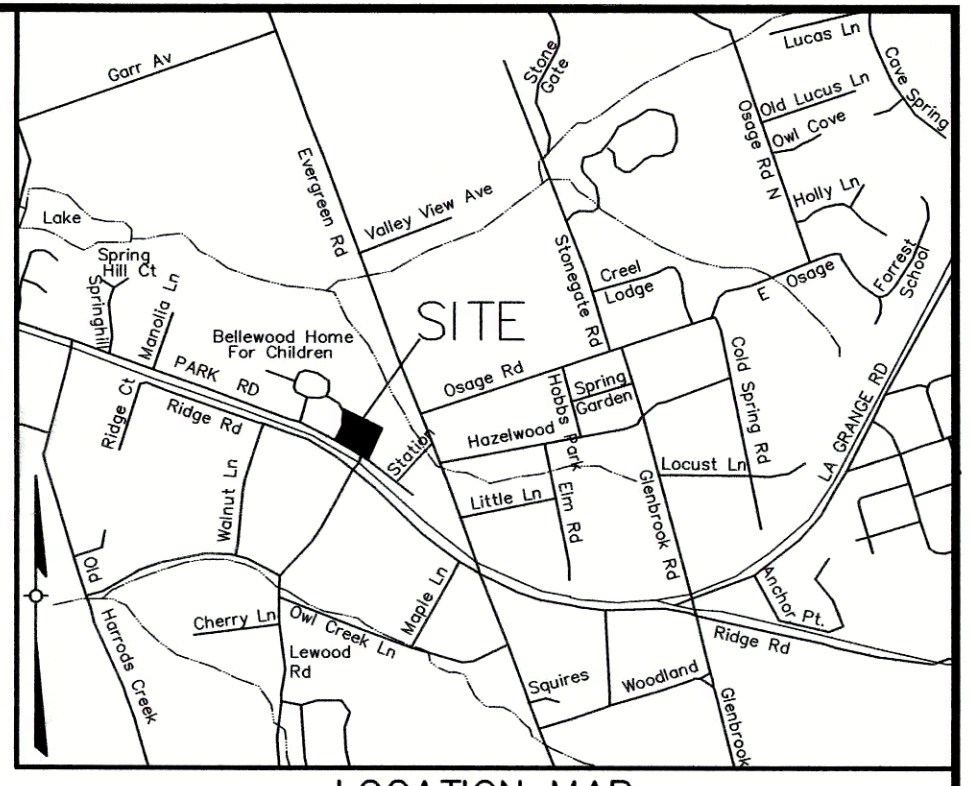 Garr Av
Evergreen Rd
Stone
Gate
Lucas Ln
Cave Spring
Old Lucus Ln
Owl Cove
Osage Rd N
Holly Ln
Valley View Ave
Lake
Spring
Hill Ct
Springhill
Manolia Ln
Stonegate Rd
Creel
Lodge
E Osage
Forrest
School
SITE
Bellewood Home
For Children
PARK RD
Ridge Rd
Ridge Ct
Osage Rd
Hobbs Park
Spring
Garden
Cold Spring Rd
LA GRANGE RD
Hazelwood
Station
Walnut Ln
Little Ln
Elm Rd
Locust Ln
Glenbrook Rd
Old
Harrods Creek
Cherry Ln
Owl Creek Ln
Maple Ln
Lewood
Rd
Anchor Pt.
Ridge Rd
Squires
Woodland
Glenbrook
LOCATION MAP